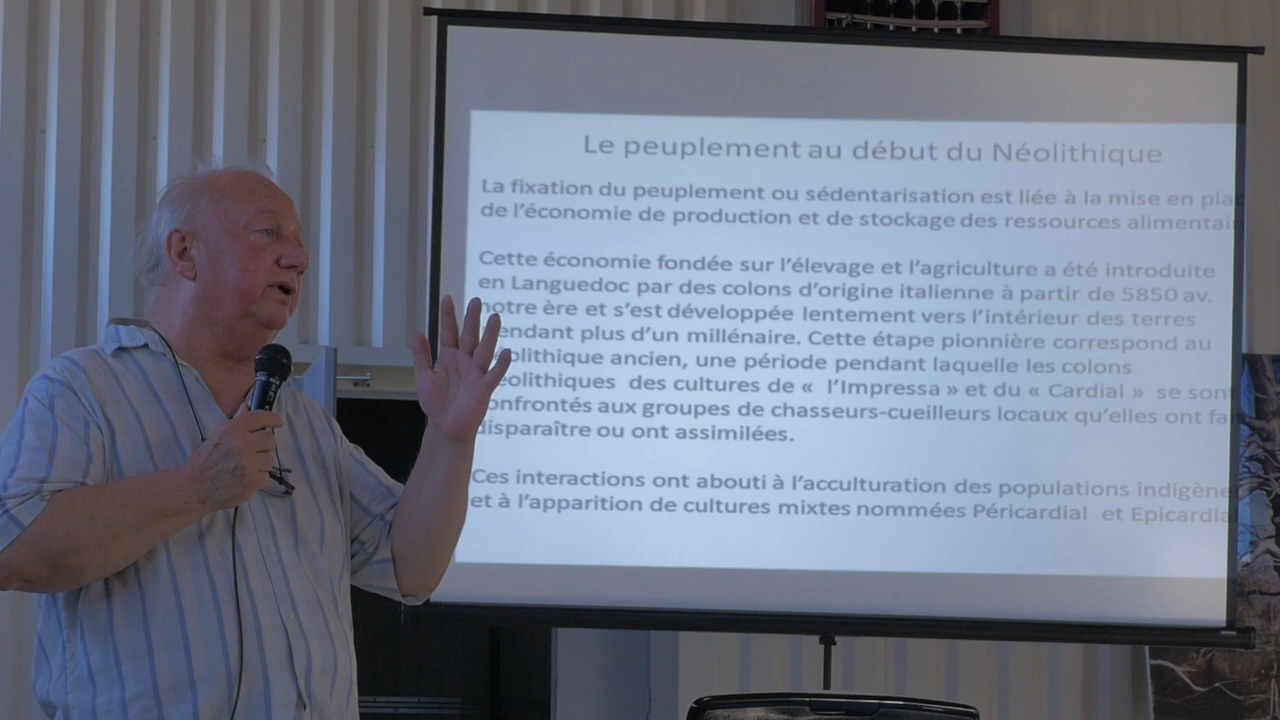 Le peuplement au début du Néolithique
La fixation du peuplement ou sédentarisation est liée à la mise en pla
de l'économie de production et de stockage des ressources alimentair
Cette économie fondée sur l'élevage et l'agriculture a été introduite
en Languedoc par des colons d'origine italienne à partir de 5850 av.
notre ère et s'est développée lentement vers l'intérieur des terres
pendant plus d'un millénaire. Cette étape pionnière correspond au
éolithique ancien, une période pendant laquelle les colons
éolithiques des cultures de « l'Impressa » et du « Cardial » se sont
onfrontés aux groupes de chasseurs-cueilleurs locaux qu'elles ont fa
disparaître ou ont assimilées.
Ces interactions ont abouti à l'acculturation des populations indigène
et à l'apparition de cultures mixtes nommées Péricardial et Epicardia